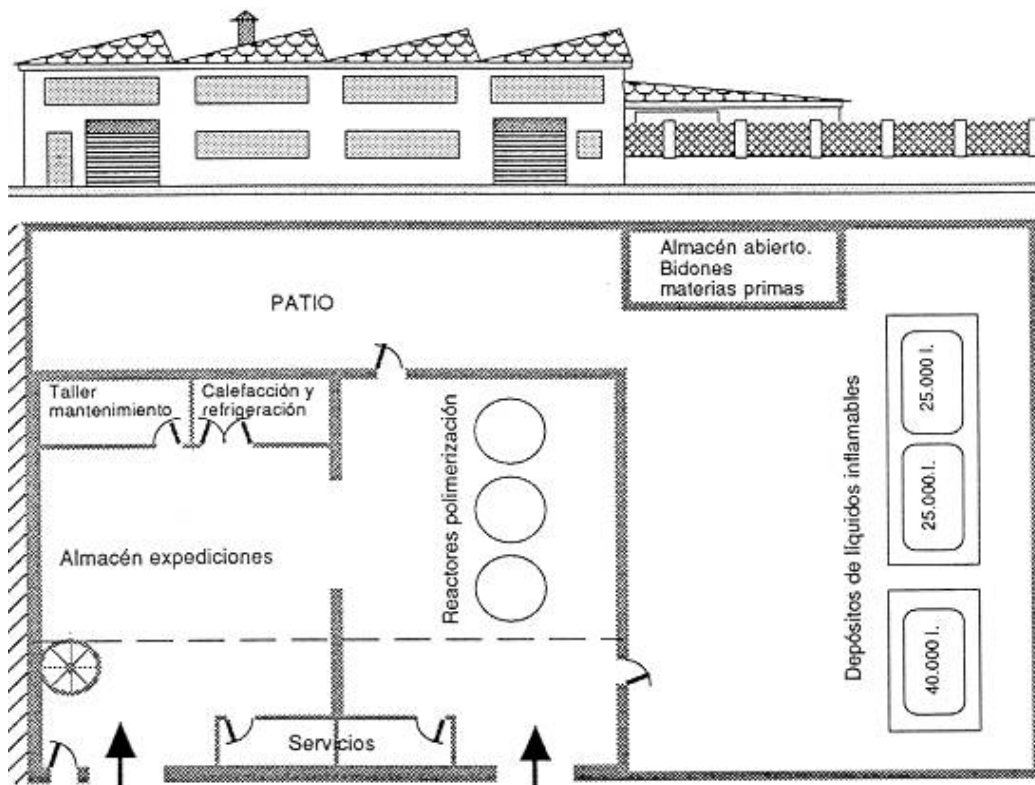 Almacén abierto.
Bidones
materias primas
PATIO
Taller
mantenimiento
Calefacción y
refrigeración
Reactores polimerización
Almacén expediciones
Servicios
Depósitos de líquidos inflamables
25.000 l.
25.000.l.
40.000 l.